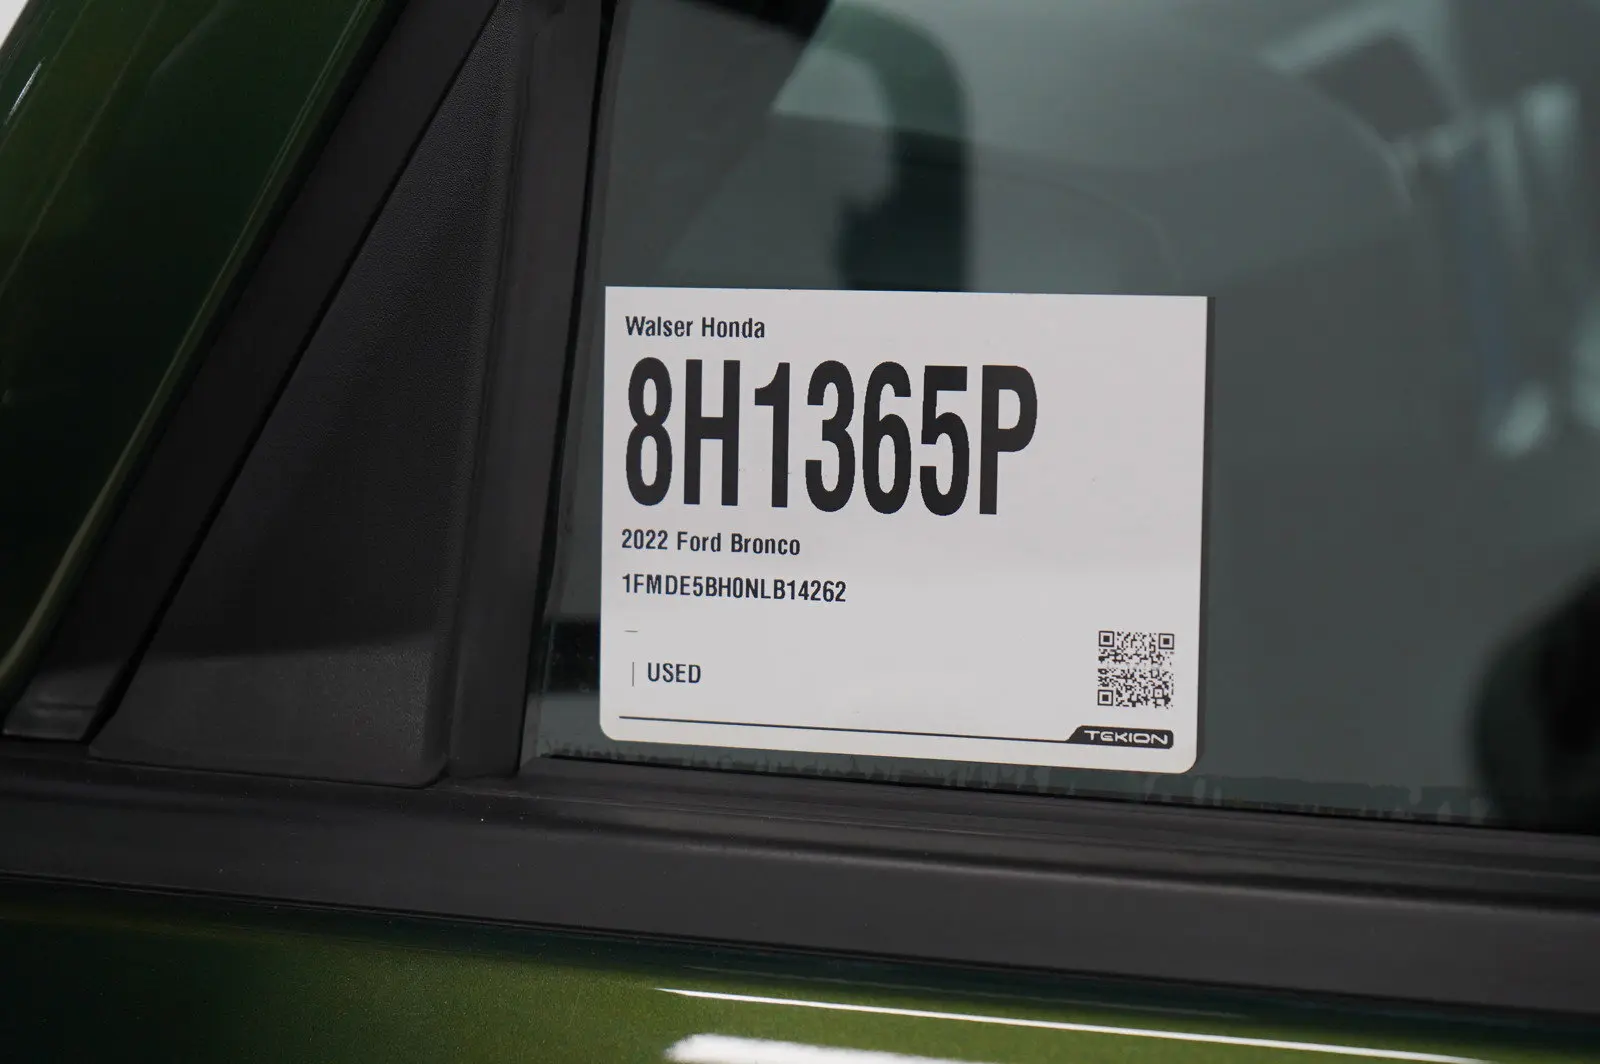 Walser Honda
8H1365P
2022 Ford Bronco
1FMDE5BH0NLB14262
–
| USED
TEKION